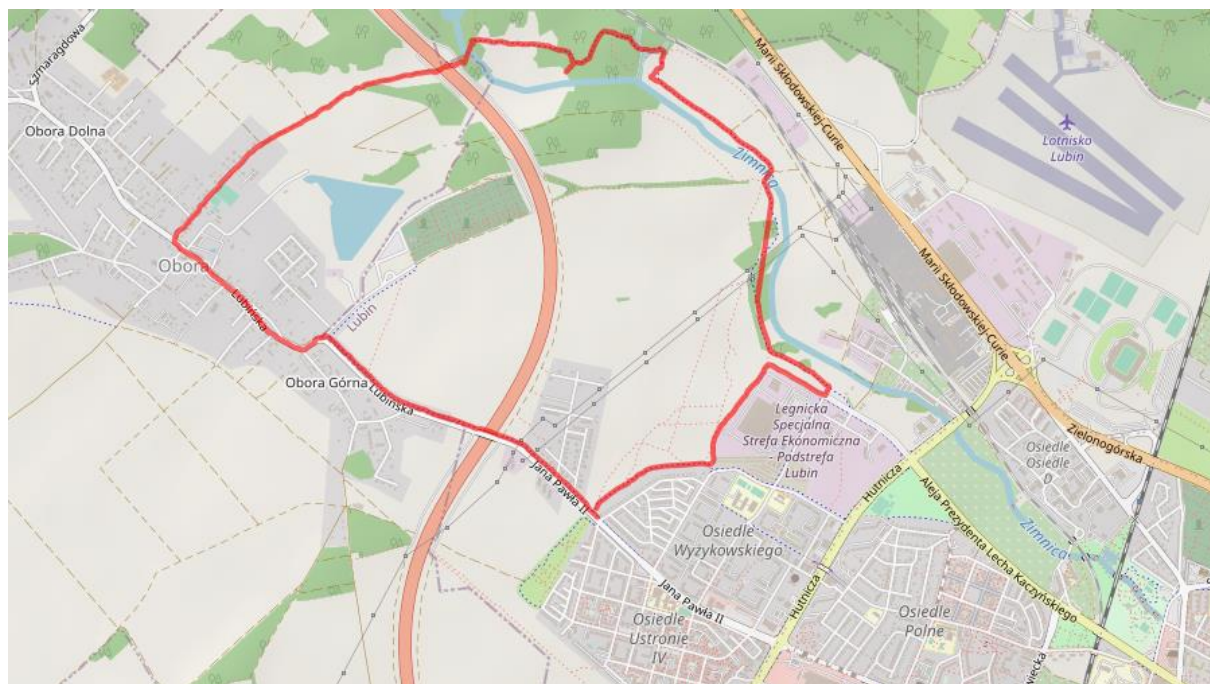 Szmaragdowa
Obora Dolna
Obora
Lubińska
Lubin
Obora Górna
Lubińska
Jana Pawła II
Zimnica
Marii Skłodowskiej-Curie
Lotnisko
Lubin
Marii Skłodowskiej-Curie
Legnicka
Specjalna
Strefa Ekonomiczna
- Podstrefa
Lubin
Hutnicza
Osiedle
Osiedle
D
Zielonogórska
Aleja Prezydenta Lecha Kaczyńskiego
Zimnica
Osiedle
Wyżykowskiego
Jana Pawła II
Hutnicza
Osiedle
Ustronie
IV
Osiedle
Polne